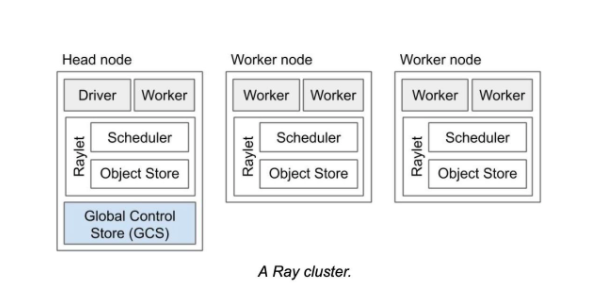 Head node
Driver
Worker
Raylet
Scheduler
Object Store
Global Control
Store (GCS)
Worker node
Worker
Worker
Raylet
Scheduler
Object Store
Worker node
Worker
Worker
Raylet
Scheduler
Object Store
A Ray cluster.